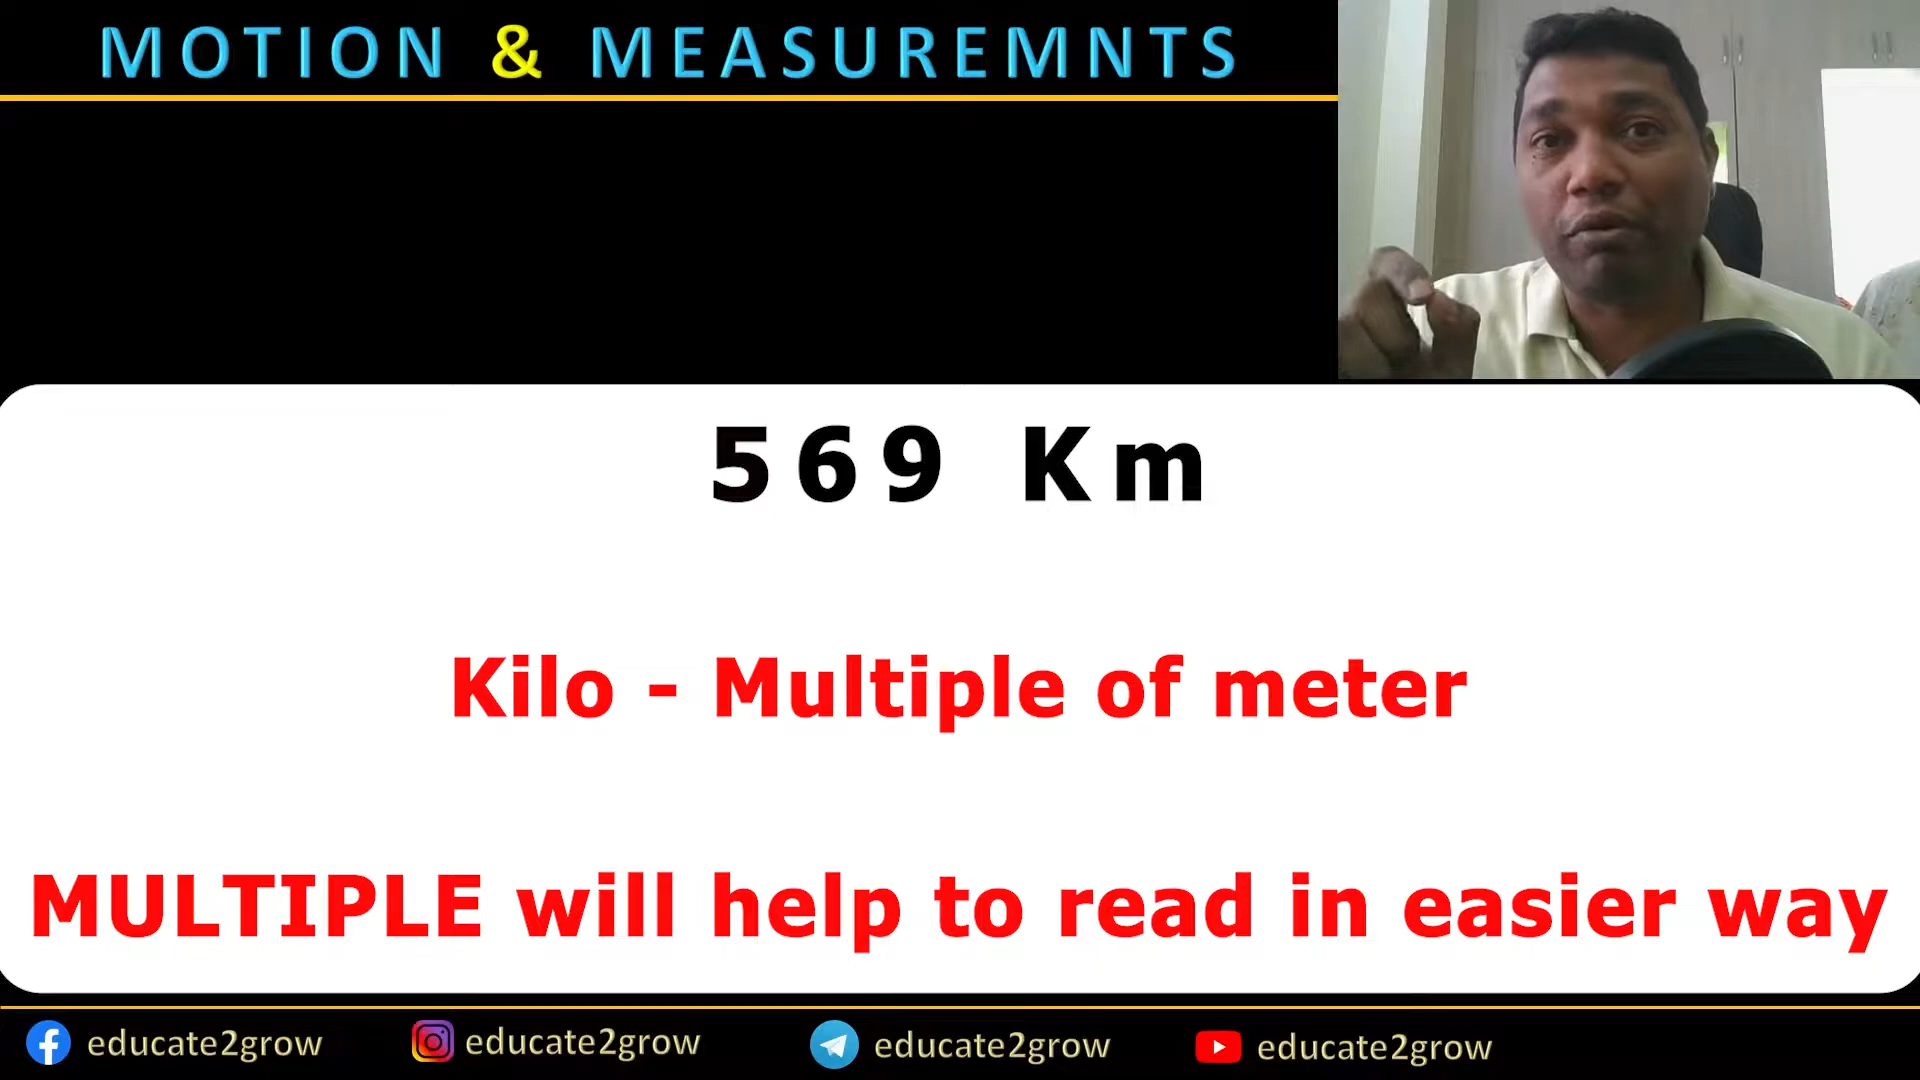 MOTION & MEASUREMNTS
569 Km
Kilo - Multiple of meter
MULTIPLE will help to read in easier way
educate2grow educate2grow educate2grow educate2grow